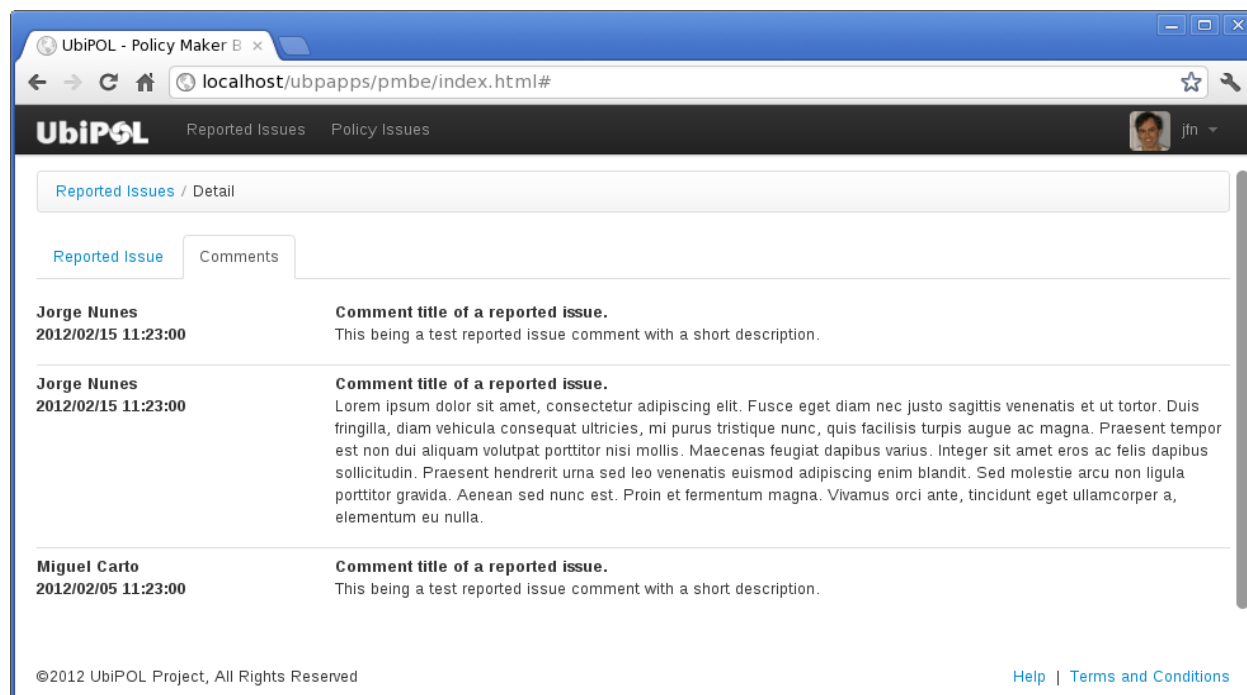 UbiPOL - Policy Maker B
localhost/ubpapps/pmbe/index.html#
UbiPOL Reported Issues Policy Issues jfn
Reported Issues / Detail
Reported Issue Comments
Jorge Nunes Comment title of a reported issue.
2012/02/15 11:23:00 This being a test reported issue comment with a short description.
Jorge Nunes Comment title of a reported issue.
2012/02/15 11:23:00 Lorem ipsum dolor sit amet, consectetur adipiscing elit. Fusce eget diam nec justo sagittis venenatis et ut tortor. Duis
fringilla, diam vehicula consequat ultricies, mi purus tristique nunc, quis facilisis turpis augue ac magna. Praesent tempor
est non dui aliquam volutpat porttitor nisi mollis. Maecenas feugiat dapibus varius. Integer sit amet eros ac felis dapibus
sollicitudin. Praesent hendrerit urna sed leo venenatis euismod adipiscing enim blandit. Sed molestie arcu non ligula
porttitor gravida. Aenean sed nunc est. Proin et fermentum magna. Vivamus orci ante, tincidunt eget ullamcorper a,
elementum eu nulla.
Miguel Carto Comment title of a reported issue.
2012/02/05 11:23:00 This being a test reported issue comment with a short description.
©2012 UbiPOL Project, All Rights Reserved Help | Terms and Conditions